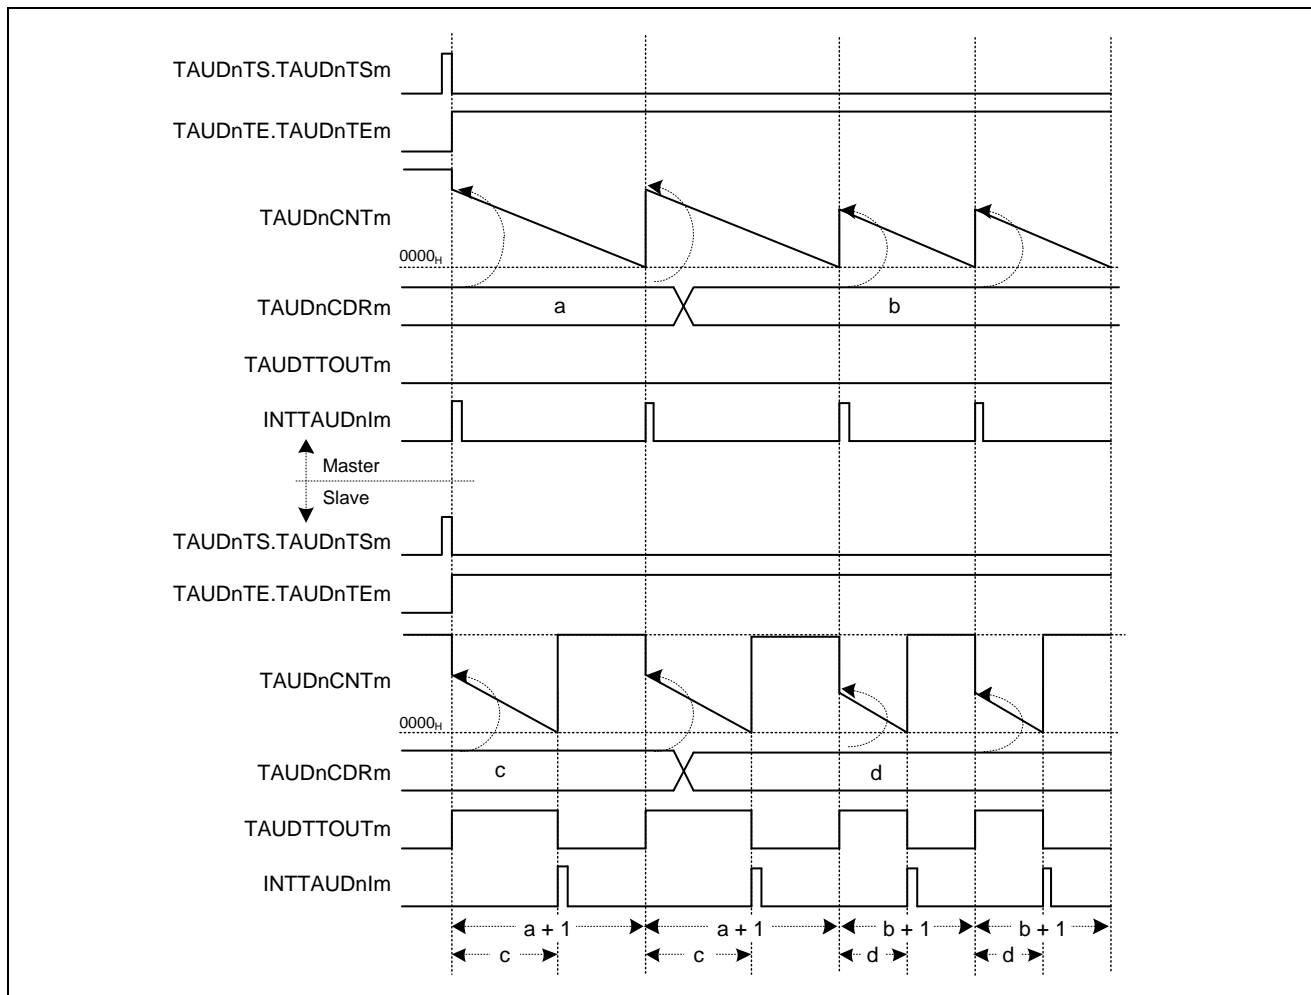 TAUDnTS.TAUDnTSm
TAUDnTE.TAUDnTEm
TAUDnCNTm
0000H
TAUDnCDRm
a
b
TAUDTTOUTm
INTTAUDnIm
Master
Slave
TAUDnTS.TAUDnTSm
TAUDnTE.TAUDnTEm
TAUDnCNTm
0000H
TAUDnCDRm
c
d
TAUDTTOUTm
INTTAUDnIm
a + 1 a + 1 b + 1 b + 1
c c d d